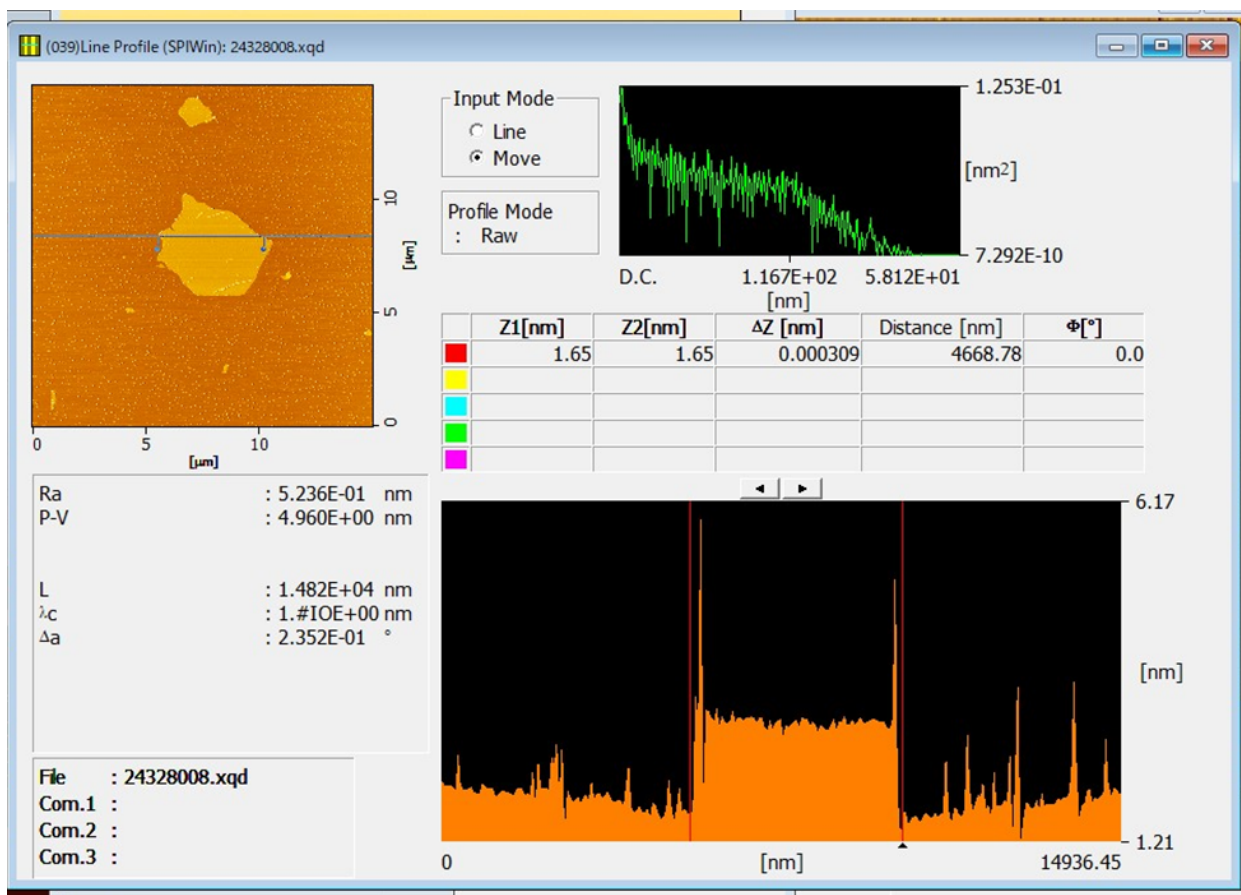 (039)Line Profile (SPIWin): 24328008.xqd
10
5
0
[μm]
0 5 10
[μm]
Input Mode
Line
Move
Profile Mode
: Raw
1.253E-01
[nm2]
7.292E-10
D.C. 1.167E+02 5.812E+01
[nm]
Z1[nm] Z2[nm] ΔZ [nm] Distance [nm] Φ[°]
1.65 1.65 0.000309 4668.78 0.0
Ra : 5.236E-01 nm
P-V : 4.960E+00 nm
L : 1.482E+04 nm
λc : 1.#IOE+00 nm
Δa : 2.352E-01 °
File : 24328008.xqd
Com.1 :
Com.2 :
Com.3 :
6.17
[nm]
1.21
0 [nm] 14936.45